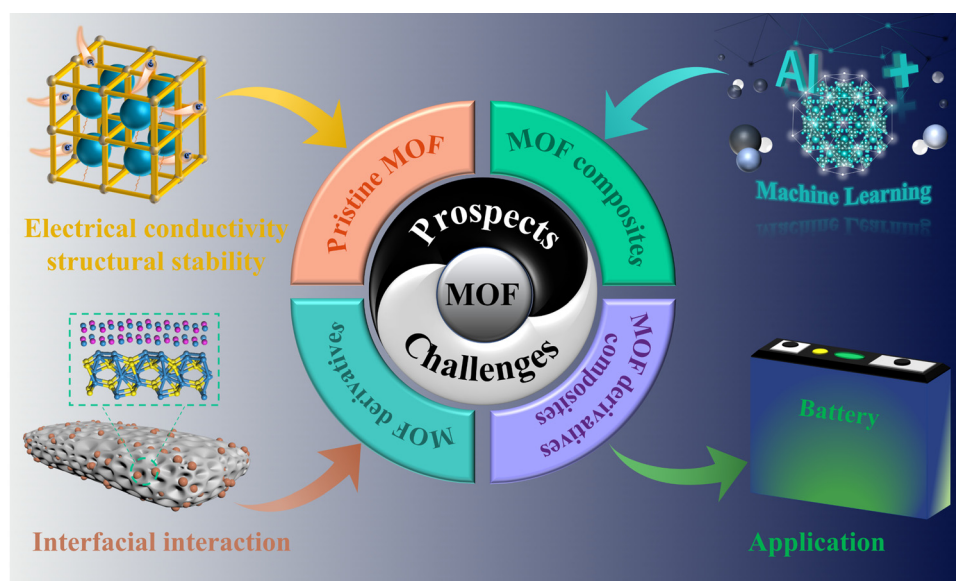 Electrical conductivity
structural stability
Pristine MOF
MOF composites
AI +
Machine Learning
Prospects
MOF
Challenges
MOF derivatives
MOF derivatives
composites
Battery
Interfacial interaction
Application